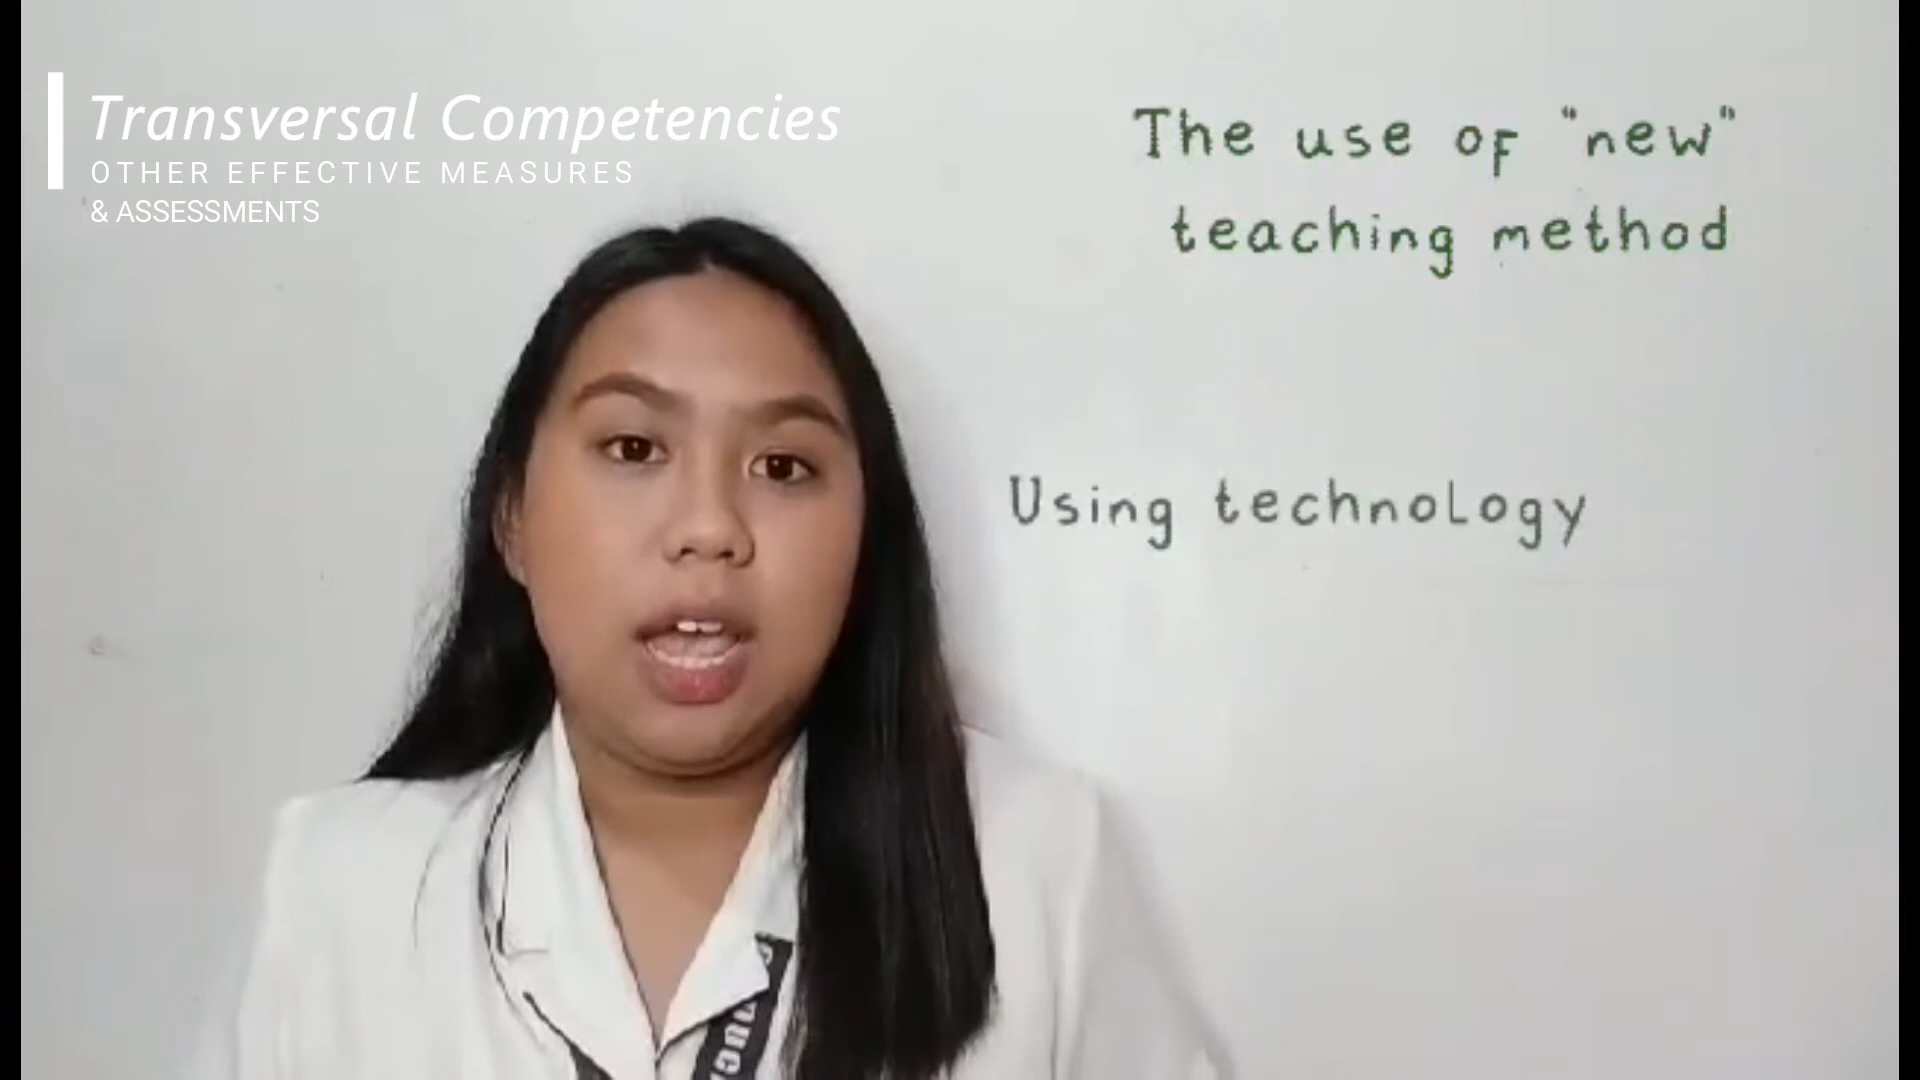 Transversal Competencies
OTHER EFFECTIVE MEASURES
& ASSESSMENTS
The use of "new"
teaching method
Using technology